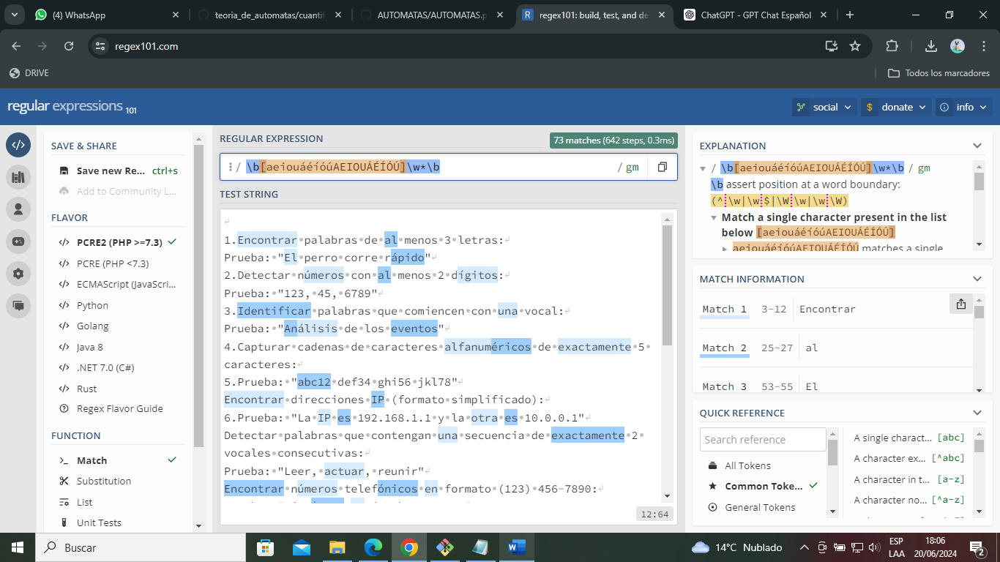 (4) WhatsApp
teoria_de_automatas/cuantif
AUTOMATAS/AUTOMATAS.p
regex101: build, test, and de
ChatGPT - GPT Chat Español
regex101.com
DRIVE
Todos los marcadores
regular expressions 101
social
$ donate
info
SAVE & SHARE
Save new Re... ctrl+s
Add to Community L...
FLAVOR
</> PCRE2 (PHP >=7.3)
</> PCRE (PHP <7.3)
</> ECMAScript (JavaScri...
</> Python
</> Golang
</> Java 8
</> .NET 7.0 (C#)
</> Rust
Regex Flavor Guide
FUNCTION
Match
Substitution
List
Unit Tests
REGULAR EXPRESSION
73 matches (642 steps, 0.3ms)
/ \b[aeiouáéíóúAEIOUÁÉÍÓÚ]\w*\b / gm
TEST STRING
1.Encontrar palabras de al menos 3 letras:
Prueba: "El perro corre rápido"
2.Detectar números con al menos 2 dígitos:
Prueba: "123, 45, 6789"
3.Identificar palabras que comiencen con una vocal:
Prueba: "Análisis de los eventos"
4.Capturar cadenas de caracteres alfanuméricos de exactamente 5
caracteres:
5.Prueba: "abc12 def34 ghi56 jkl78"
Encontrar direcciones IP (formato simplificado):
6.Prueba: "La IP es 192.168.1.1 y la otra es 10.0.0.1"
Detectar palabras que contengan una secuencia de exactamente 2
vocales consecutivas:
Prueba: "Leer, actuar, reunir"
Encontrar números telefónicos en formato (123) 456-7890:
12:64
EXPLANATION
/ \b[aeiouáéíóúAEIOUÁÉÍÓÚ]\w*\b / gm
\b assert position at a word boundary:
(^\w|\w$|\W\w|\w\W)
Match a single character present in the list
below [aeiouáéíóúAEIOUÁÉÍÓÚ]
aeiouáéíóúAEIOUÁÉÍÓÚ matches a single
MATCH INFORMATION
Match 1 3-12 Encontrar
Match 2 25-27 al
Match 3 53-55 El
QUICK REFERENCE
Search reference
All Tokens
Common Toke...
General Tokens
A single charact... [abc]
A character ex... [^abc]
A character in t... [a-z]
A character no... [^a-z]
Buscar
14°C Nublado
ESP
LAA
18:06
20/06/2024
2